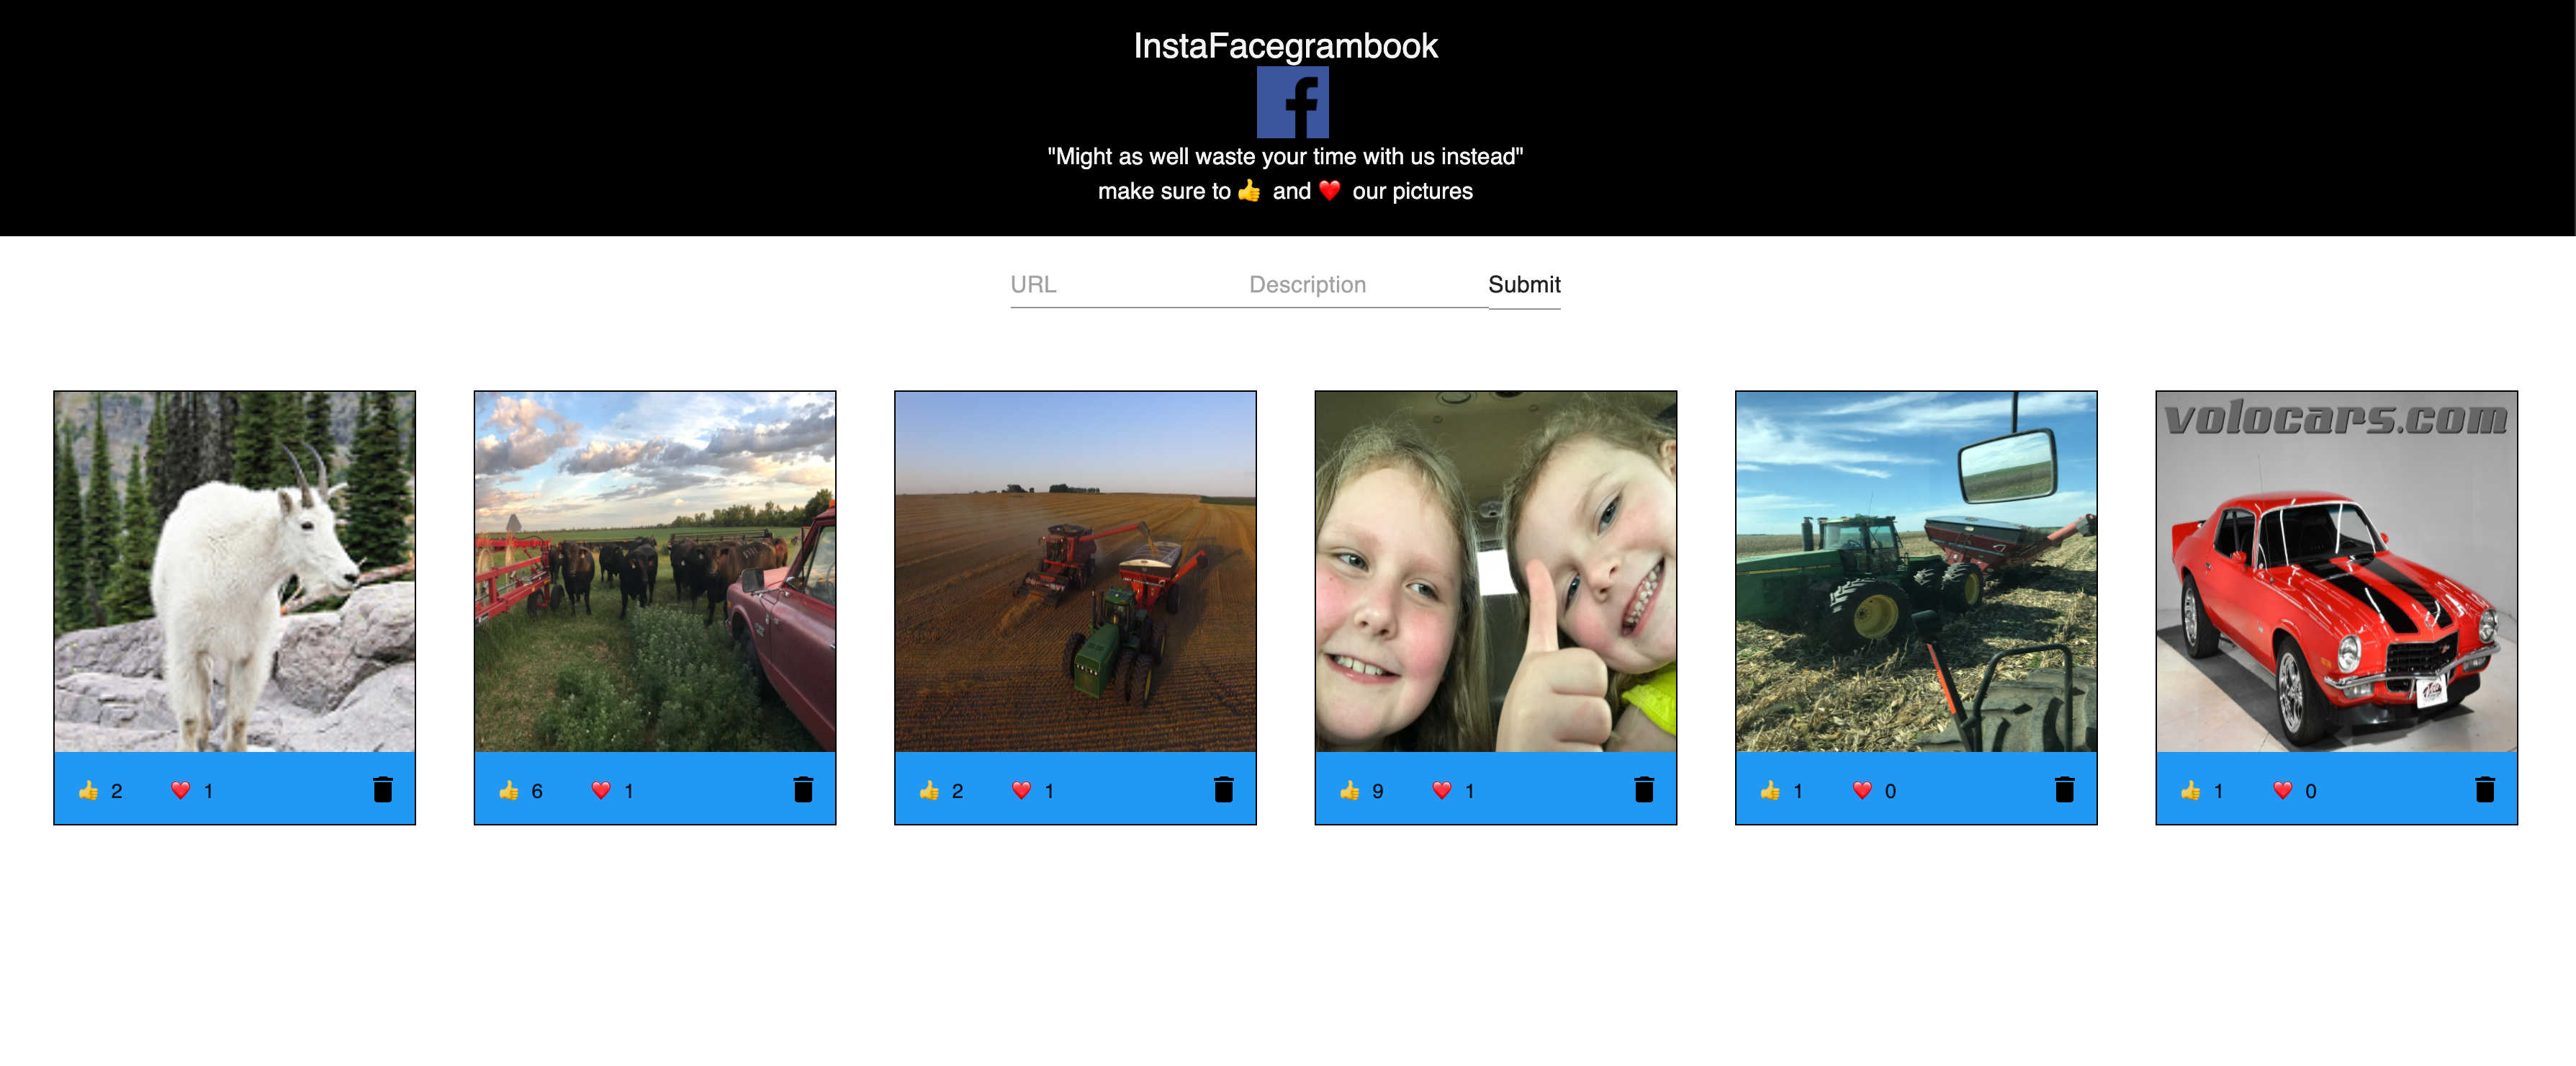 InstaFacegrambook
f
"Might as well waste your time with us instead"
make sure to 👍 and ❤️ our pictures
URL Description Submit
volocars.com
👍 2 ❤️ 1
👍 6 ❤️ 1
👍 2 ❤️ 1
👍 9 ❤️ 1
👍 1 ❤️ 0
👍 1 ❤️ 0